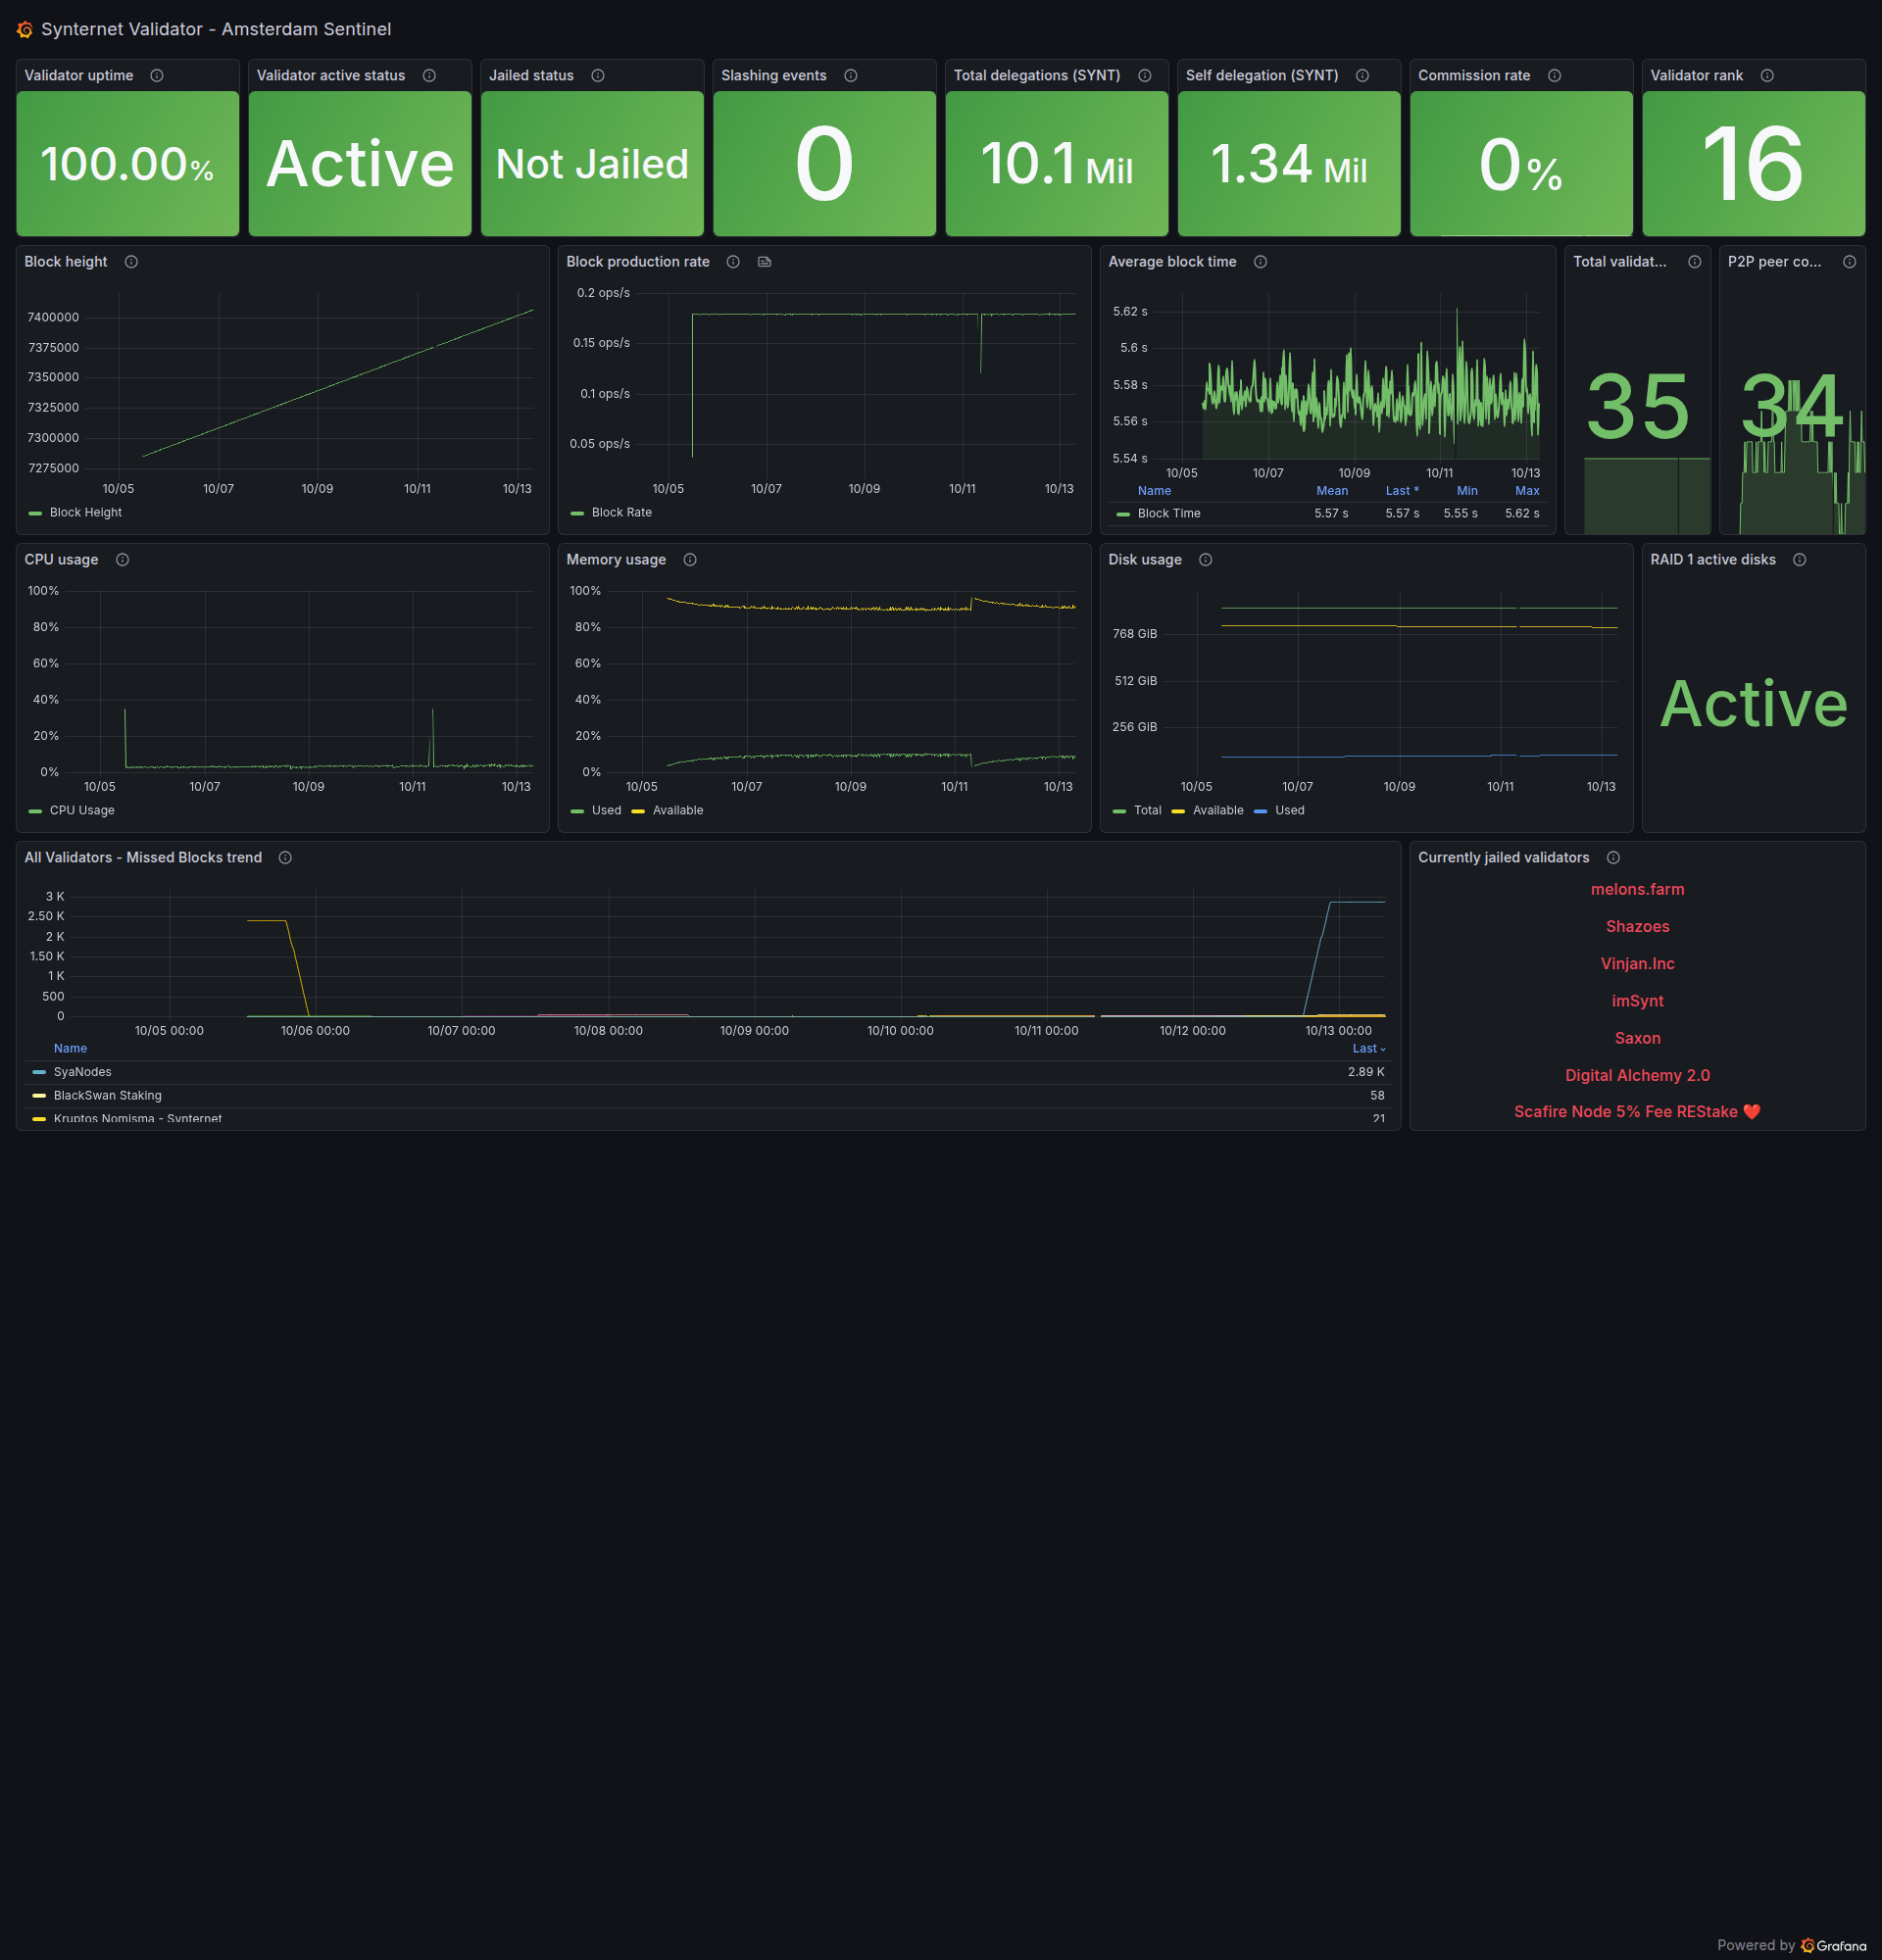 Synternet Validator - Amsterdam Sentinel
Validator uptime
100.00%
Validator active status
Active
Jailed status
Not Jailed
Slashing events
0
Total delegations (SYNT)
10.1 Mil
Self delegation (SYNT)
1.34 Mil
Commission rate
0%
Validator rank
16
Block height
7400000
7375000
7350000
7325000
7300000
7275000
10/05 10/07 10/09 10/11 10/13
Block Height
Block production rate
0.2 ops/s
0.15 ops/s
0.1 ops/s
0.05 ops/s
10/05 10/07 10/09 10/11 10/13
Block Rate
Average block time
5.62 s
5.6 s
5.58 s
5.56 s
5.54 s
10/05 10/07 10/09 10/11 10/13
Name Mean Last * Min Max
Block TIme 5.57 s 5.57 s 5.55 s 5.62 s
Total validat...
35
P2P peer co...
34
CPU usage
100%
80%
60%
40%
20%
0%
10/05 10/07 10/09 10/11 10/13
CPU Usage
Memory usage
100%
80%
60%
40%
20%
0%
10/05 10/07 10/09 10/11 10/13
Used Available
Disk usage
768 GiB
512 GiB
256 GiB
10/05 10/07 10/09 10/11 10/13
Total Available Used
RAID 1 active disks
Active
All Validators - Missed Blocks trend
3 K
2.50 K
2 K
1.50 K
1 K
500
0
10/05 00:00 10/06 00:00 10/07 00:00 10/08 00:00 10/09 00:00 10/10 00:00 10/11 00:00 10/12 00:00 10/13 00:00
Name Last
SyaNodes 2.89 K
BlackSwan Staking 58
Kruptos Nomisma - Synternet 21
Currently jailed validators
melons.farm
Shazoes
Vinjan.Inc
imSynt
Saxon
Digital Alchemy 2.0
Scafire Node 5% Fee REStake ❤️
Powered by Grafana